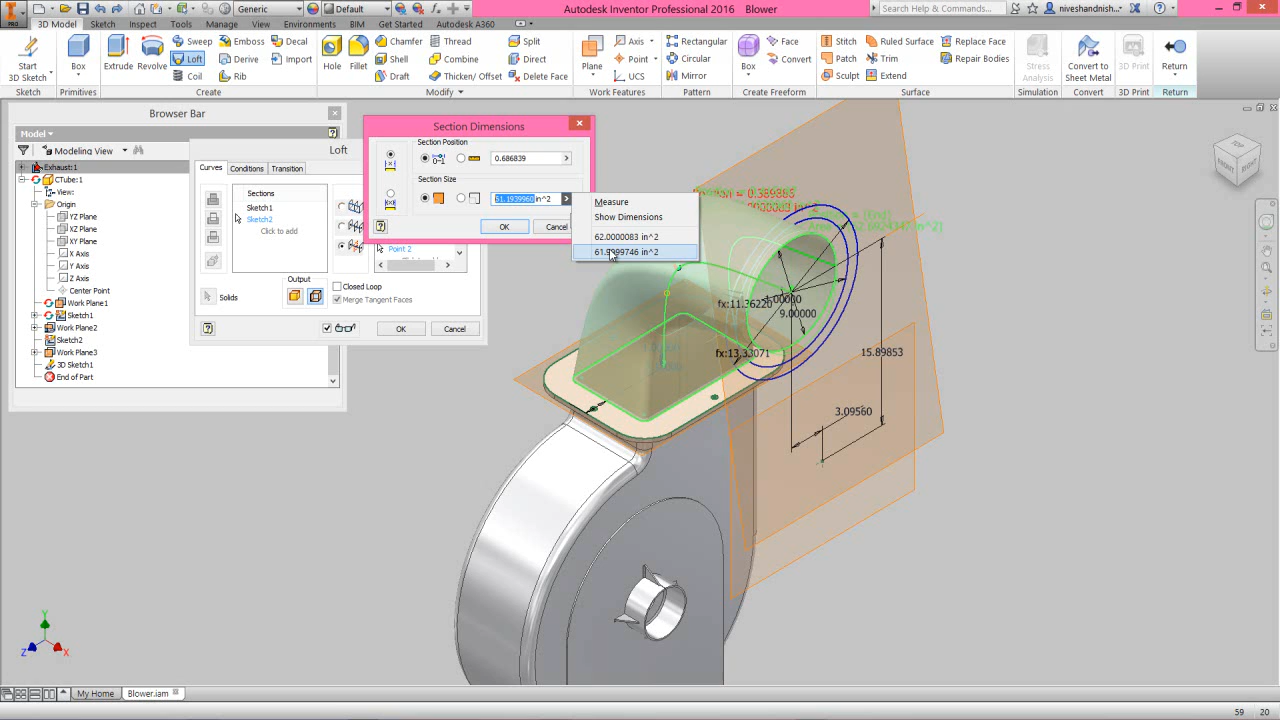 PRO
Generic
Default
Autodesk Inventor Professional 2016
Blower
Search Help & Commands...
niveshandnish...
3D Model
Sketch
Inspect
Tools
Manage
View
Environments
BIM
Get Started
Autodesk A360
Start
3D Sketch
Sketch
Box
Primitives
Extrude
Revolve
Sweep
Loft
Coil
Emboss
Derive
Rib
Decal
Import
Create
Hole
Fillet
Chamfer
Shell
Draft
Thread
Combine
Thicken/ Offset
Split
Direct
Delete Face
Modify
Plane
Axis
Point
UCS
Work Features
Rectangular
Circular
Mirror
Pattern
Box
Face
Convert
Create Freeform
Stitch
Patch
Sculpt
Ruled Surface
Trim
Extend
Replace Face
Repair Bodies
Surface
Stress
Analysis
Simulation
Convert to
Sheet Metal
Convert
3D Print
3D Print
Return
Return
Browser Bar
Model
Modeling View
Exhaust:1
CTube:1
View:
Origin
YZ Plane
XZ Plane
XY Plane
X Axis
Y Axis
Z Axis
Center Point
Work Plane1
Sketch1
Work Plane2
Sketch2
Work Plane3
3D Sketch1
End of Part
Loft
Curves
Conditions
Transition
Sections
Sketch1
Sketch2
Click to add
Point 2
Output
Solids
Closed Loop
Merge Tangent Faces
OK
Cancel
Section Dimensions
Section Position
0.686839
Section Size
51.1939960 in^2
OK
Cancel
Measure
Show Dimensions
62.0000083 in^2
61.9999746 in^2
fx:11.36220
1.00000
9.00000
fx:13.33071
15.89853
3.09560
FRONT
RIGHT
Y
Z
X
My Home
Blower.iam
59
20